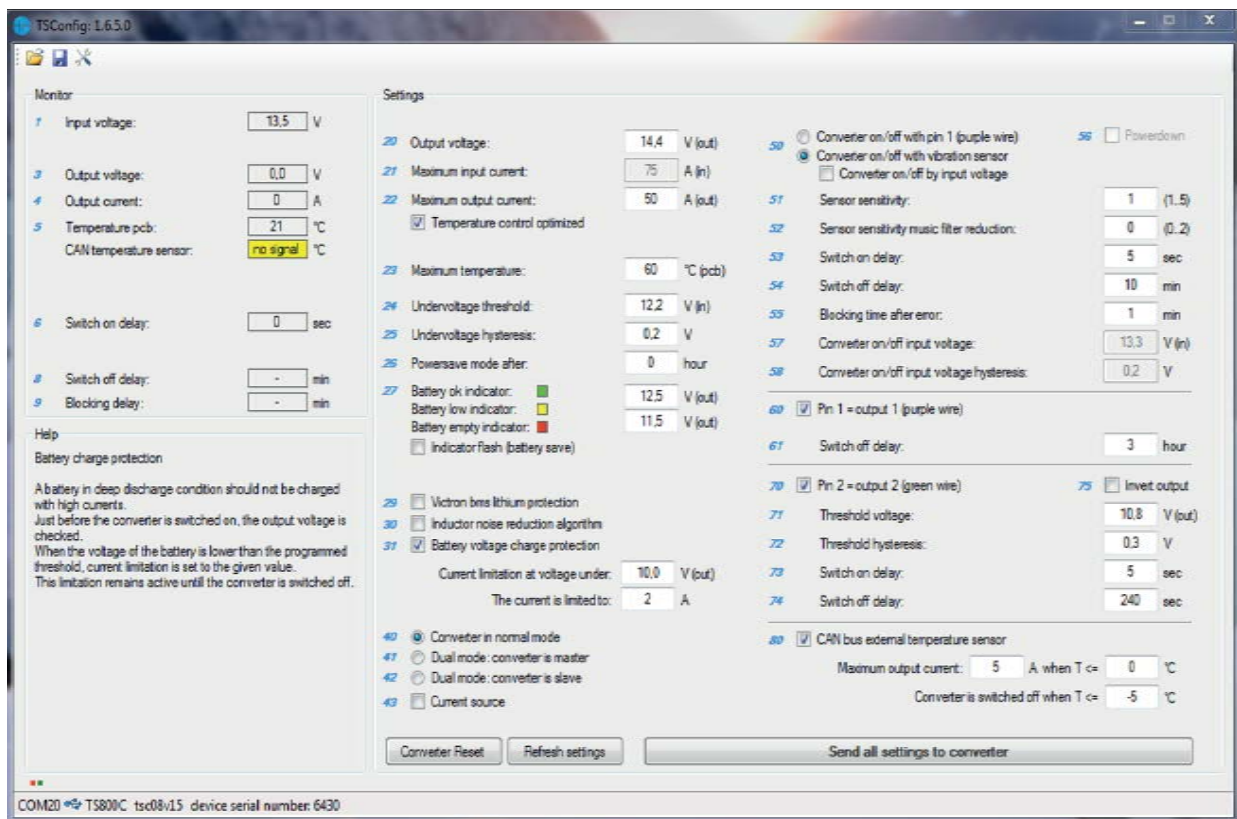 TSConfig: 1.6.5.0
Monitor
1 Input voltage: 13,5 V
3 Output voltage: 0,0 V
4 Output current: 0 A
5 Temperature pcb: 21 °C
CAN temperature sensor: no signal °C
6 Switch on delay: 0 sec
8 Switch off delay: - min
9 Blocking delay: - min
Help
Battery charge protection
A battery in deep discharge condition should not be charged
with high currents.
Just before the converter is switched on, the output voltage is
checked.
When the voltage of the battery is lower than the programmed
threshold, current limitation is set to the given value.
This limitation remains active until the converter is switched off.
Settings
20 Output voltage: 14,4 V (out)
21 Maximum input current: 75 A (in)
22 Maximum output current: 50 A (out)
Temperature control optimized
23 Maximum temperature: 60 °C (pcb)
24 Undervoltage threshold: 12,2 V (in)
25 Undervoltage hysteresis: 0,2 V
26 Powersave mode after: 0 hour
27 Battery ok indicator: 12,5 V (out)
Battery low indicator:
Battery empty indicator: 11,5 V (out)
Indicator flash (battery save)
29 Victron bms lithium protection
30 Inductor noise reduction algorithm
31 Battery voltage charge protection
Current limitation at voltage under: 10,0 V (out)
The current is limited to: 2 A
40 Converter in normal mode
41 Dual mode: converter is master
42 Dual mode: converter is slave
43 Current source
Converter Reset
Refresh settings
50 Converter on/off with pin 1 (purple wire)
Converter on/off with vibration sensor
Converter on/off by input voltage
56 Powerdown
51 Sensor sensitivity: 1 (1..5)
52 Sensor sensitivity music filter reduction: 0 (0..2)
53 Switch on delay: 5 sec
54 Switch off delay: 10 min
55 Blocking time after error: 1 min
57 Converter on/off input voltage: 13,3 V (in)
58 Converter on/off input voltage hysteresis: 0,2 V
60 Pin 1 = output 1 (purple wire)
61 Switch off delay: 3 hour
70 Pin 2 = output 2 (green wire)
75 Invert output
71 Threshold voltage: 10,8 V (out)
72 Threshold hysteresis: 0,3 V
73 Switch on delay: 5 sec
74 Switch off delay: 240 sec
80 CAN bus external temperature sensor
Maximum output current: 5 A when T <= 0 °C
Converter is switched off when T <= -5 °C
Send all settings to converter
COM20 TS800C tsc08v15 device serial number: 6430